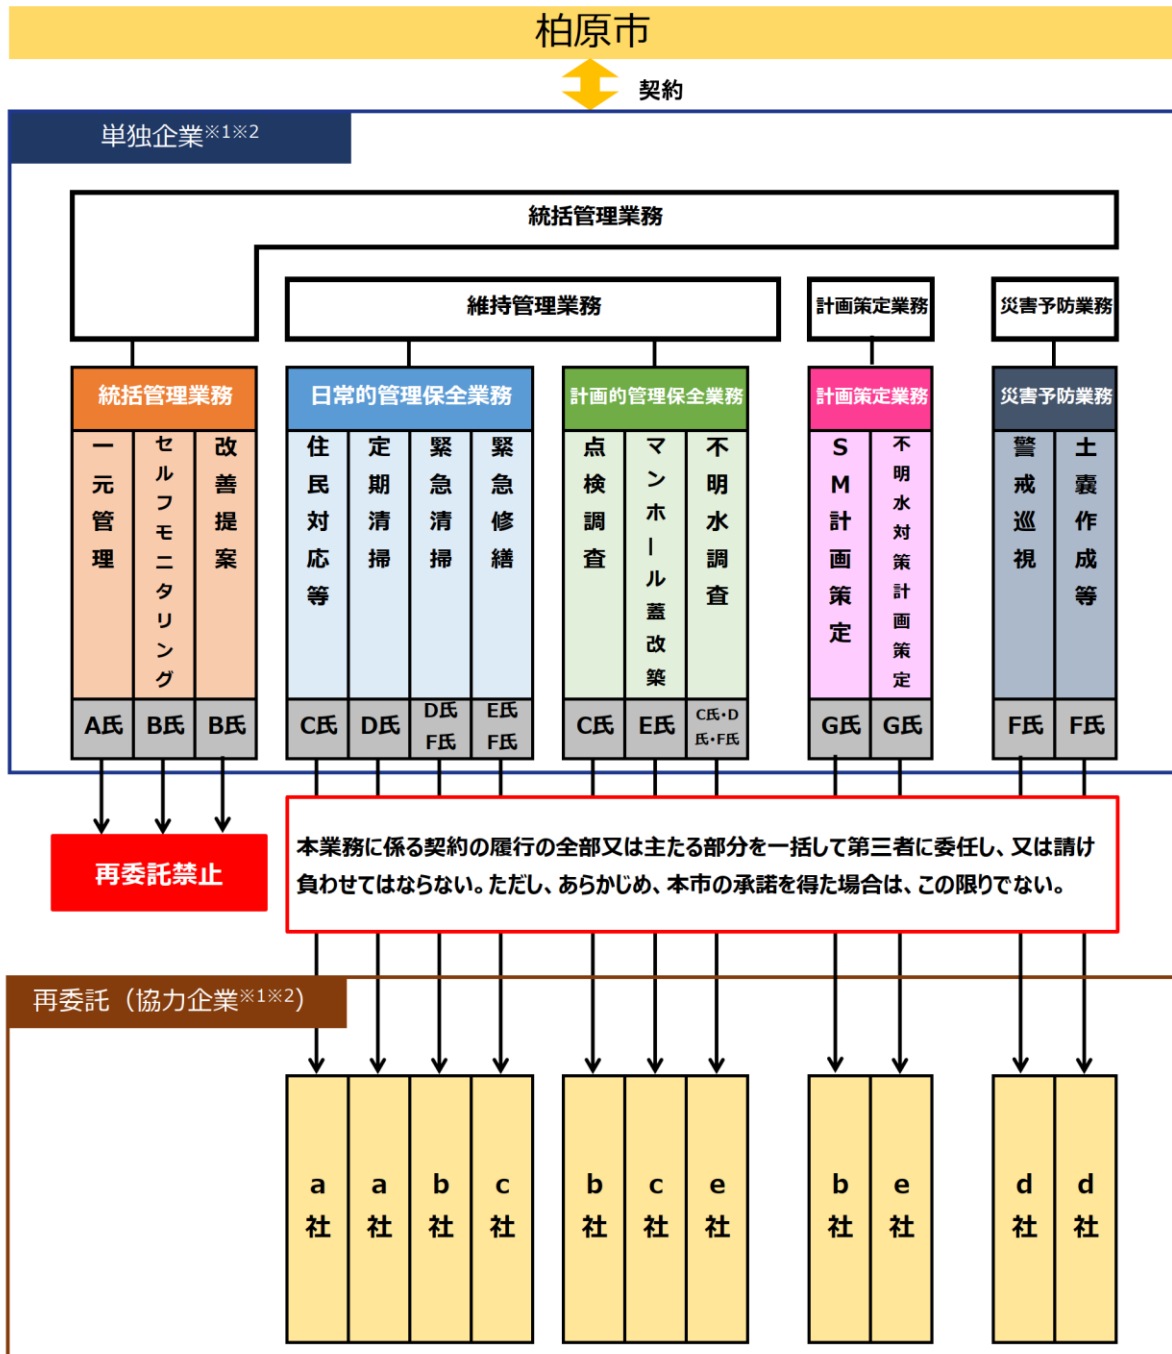 柏原市
契約
単独企業※1※2
統括管理業務
維持管理業務
計画策定業務
災害予防業務
統括管理業務
日常的管理保全業務
計画的管理保全業務
計画策定業務
災害予防業務
一元管理
セルフモニタリング
改善提案
住民対応等
定期清掃
緊急清掃
緊急修繕
点検調査
マンホール蓋改築
不明水調査
SM計画策定
不明水対策計画策定
警戒巡視
土嚢作成等
A氏
B氏
B氏
C氏
D氏
D氏
F氏
E氏
F氏
C氏
E氏
C氏・D
氏・F氏
G氏
G氏
F氏
F氏
再委託禁止
本業務に係る契約の履行の全部又は主たる部分を一括して第三者に委任し、又は請け
負わせてはならない。ただし、あらかじめ、本市の承諾を得た場合は、この限りでない。
再委託（協力企業※1※2）
a社
a社
b社
c社
b社
c社
e社
b社
e社
d社
d社